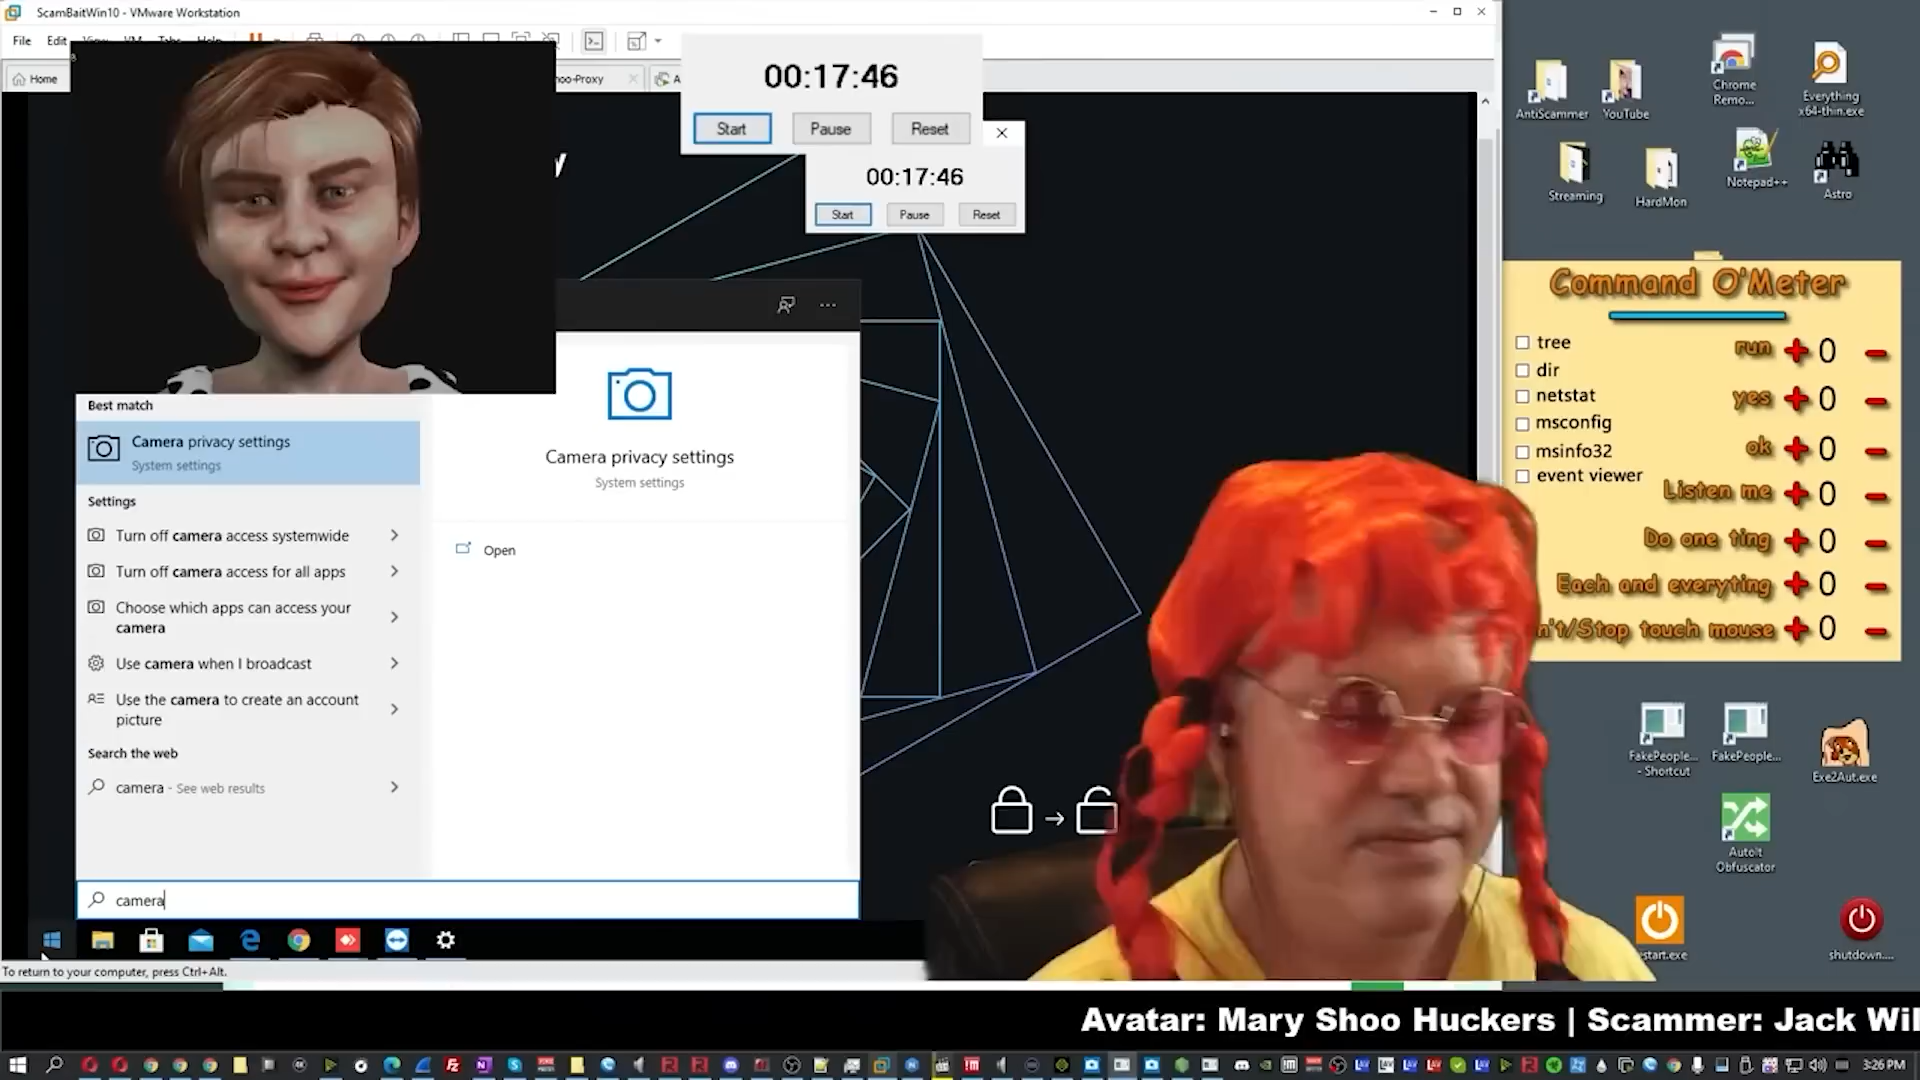 ScamBaitWin10 - VMware Workstation
File Edit View VM Tabs Help
Home
hoo-Proxy
A
00:17:46
Start Pause Reset
00:17:46
Start Pause Reset
y
Best match
Camera privacy settings
System settings
Settings
Turn off camera access systemwide
Turn off camera access for all apps
Choose which apps can access your
camera
Use camera when I broadcast
Use the camera to create an account
picture
Search the web
camera - See web results
camera
Camera privacy settings
System settings
Open
To return to your computer, press Ctrl+Alt.
AntiScammer
YouTube
Chrome
Remo...
Everything
x64-thin.exe
Streaming
HardMon
Notepad++
Astro
Command O'Meter
tree
dir
netstat
msconfig
msinfo32
event viewer
run + 0 -
yes + 0 -
ok + 0 -
Listen me + 0 -
Do one ting + 0 -
Each and everyting + 0 -
n't/Stop touch mouse + 0 -
FakePeople...
- Shortcut
FakePeople...
Exe2Aut.exe
AutoIt
Obfuscator
estart.exe
shutdown....
Avatar: Mary Shoo Huckers | Scammer: Jack Wil
3:26 PM